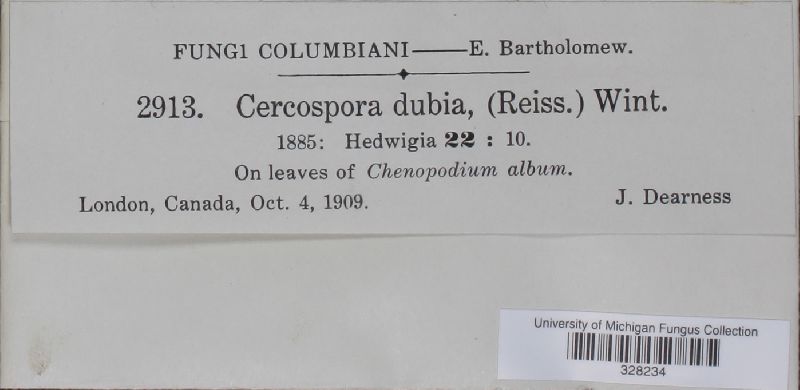 FUNG1 COLUMBIANI——E. Bartholomew.
2913. Cercospora dubia, (Reiss.) Wint.
1885: Hedwigia 22 : 10.
On leaves of Chenopodium album.
London, Canada, Oct. 4, 1909. J. Dearness
University of Michigan Fungus Collection
328234